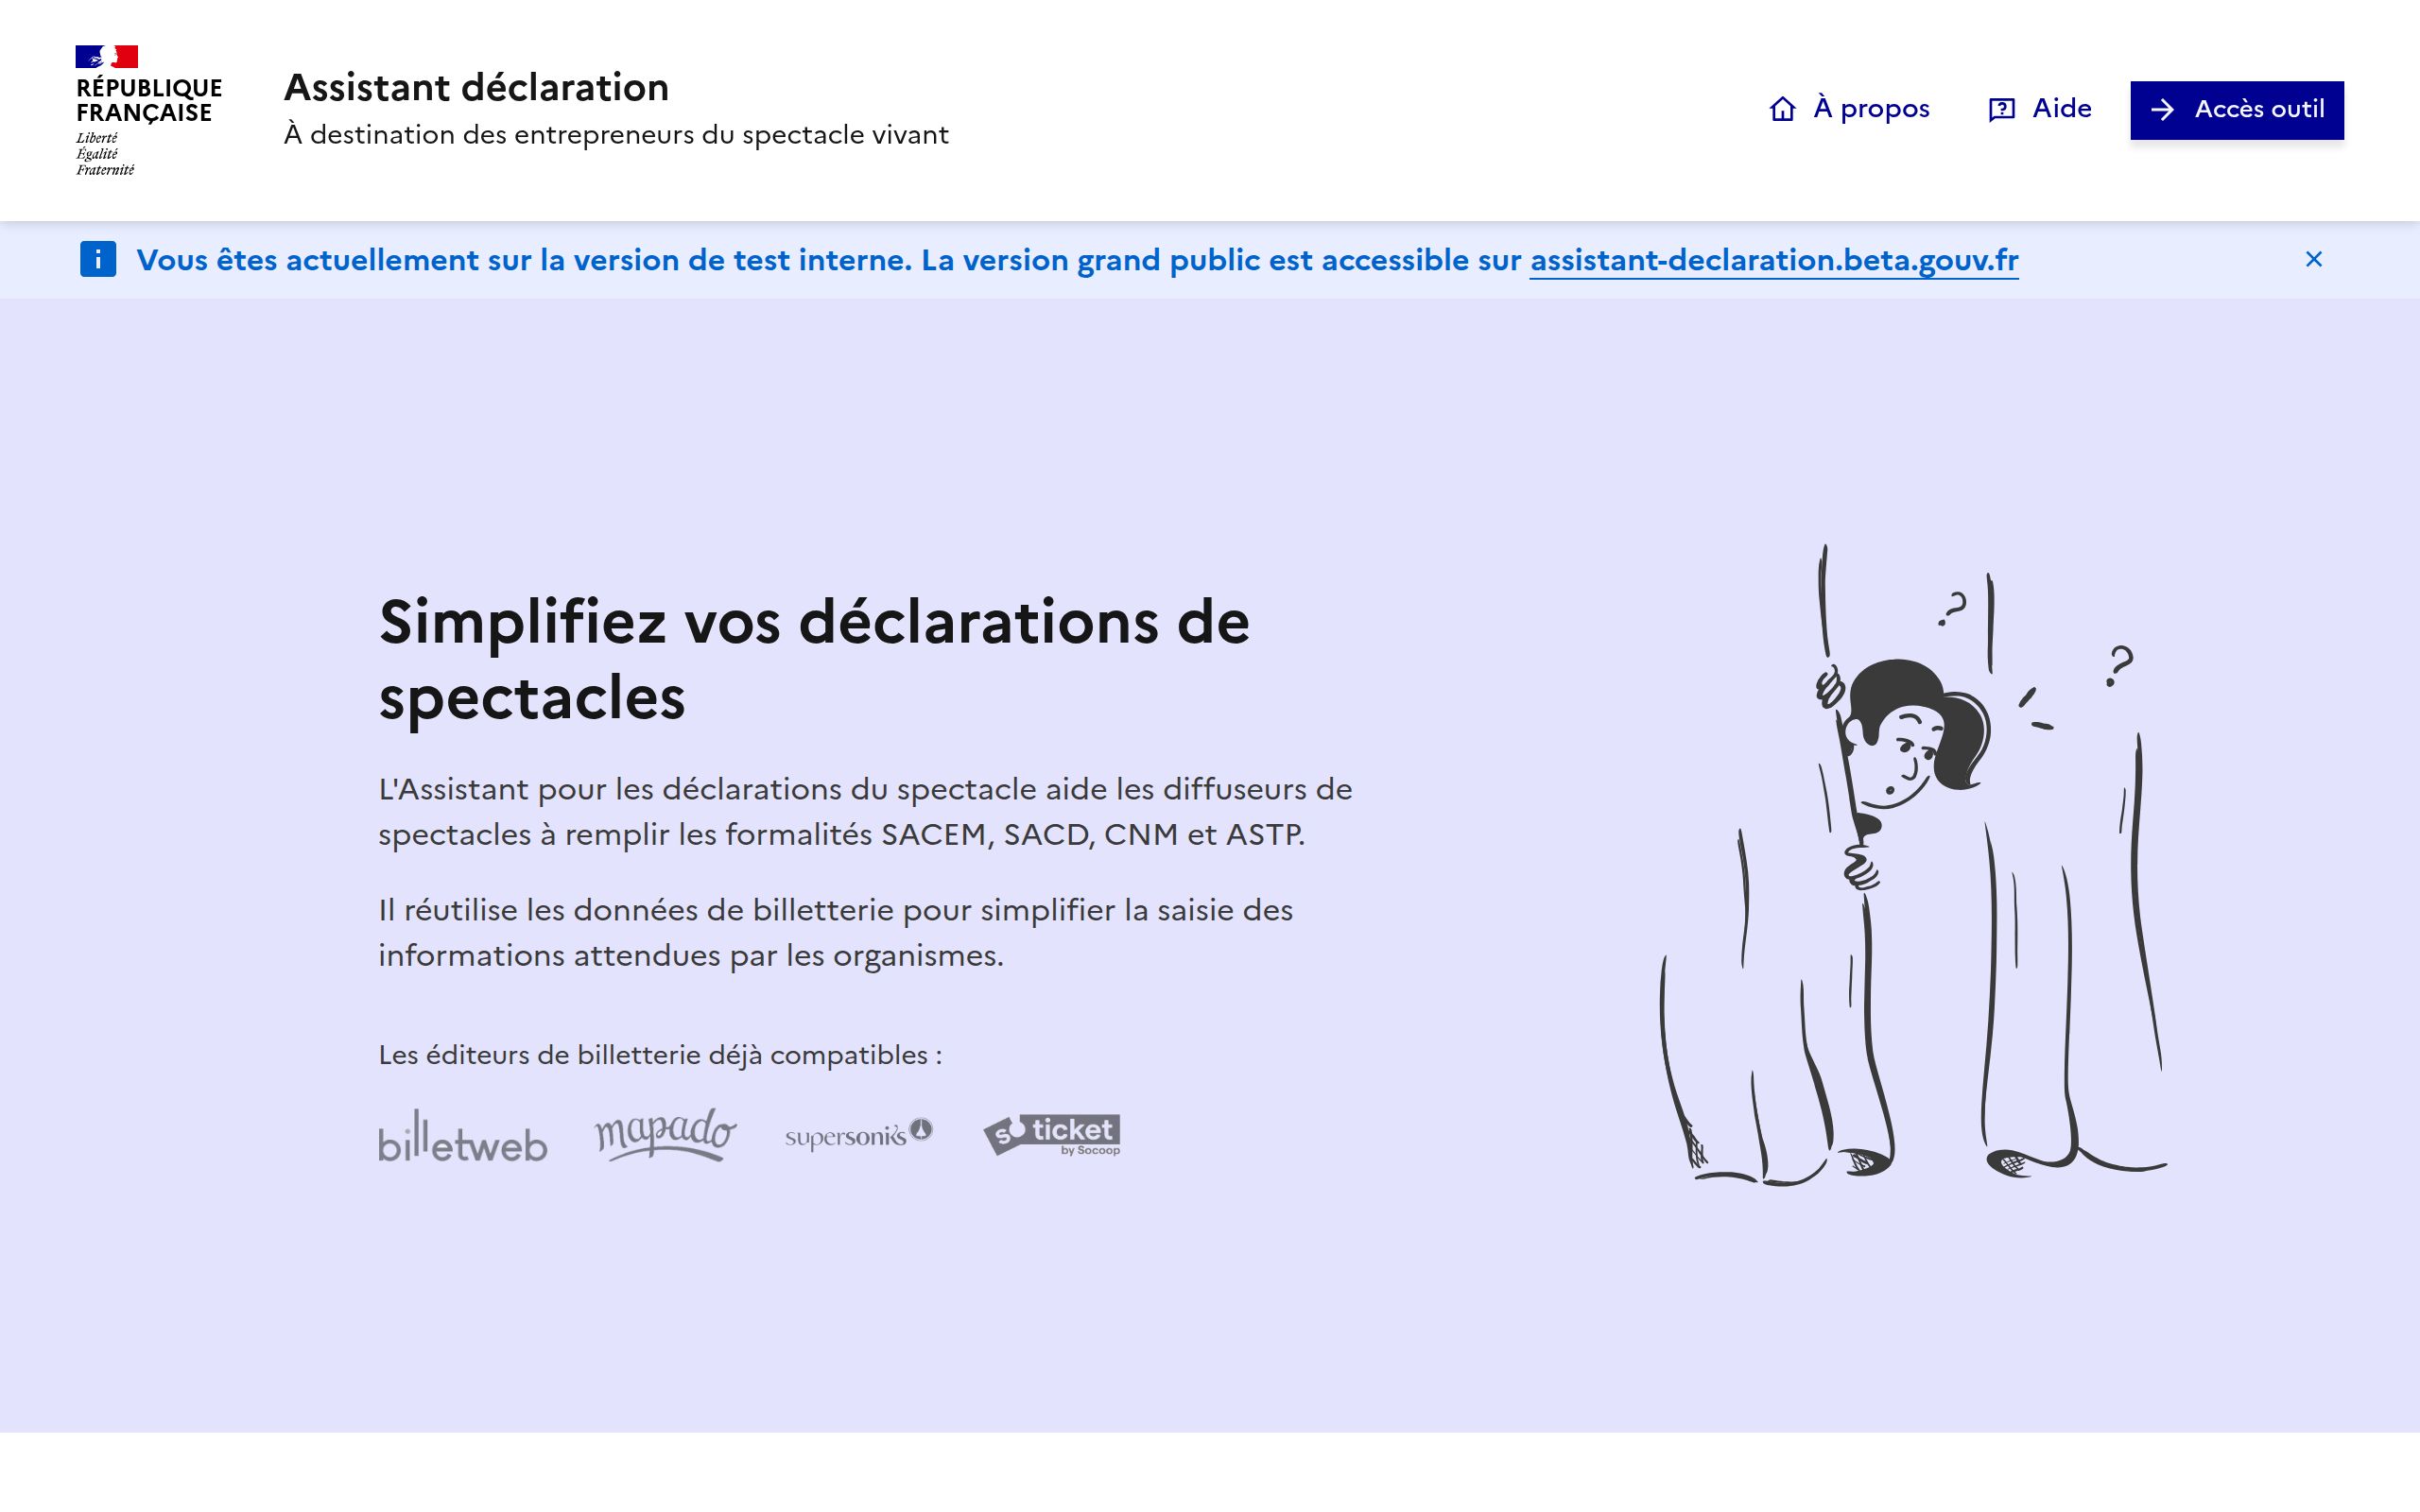 RÉPUBLIQUE
FRANÇAISE
Liberté
Égalité
Fraternité
Assistant déclaration
À destination des entrepreneurs du spectacle vivant
À propos
Aide
Accès outil
Vous êtes actuellement sur la version de test interne. La version grand public est accessible sur assistant-declaration.beta.gouv.fr
Simplifiez vos déclarations de
spectacles
L'Assistant pour les déclarations du spectacle aide les diffuseurs de
spectacles à remplir les formalités SACEM, SACD, CNM et ASTP.
Il réutilise les données de billetterie pour simplifier la saisie des
informations attendues par les organismes.
Les éditeurs de billetterie déjà compatibles :
billetweb
mapado
supersoniks
soticket
by Socoop
?
?